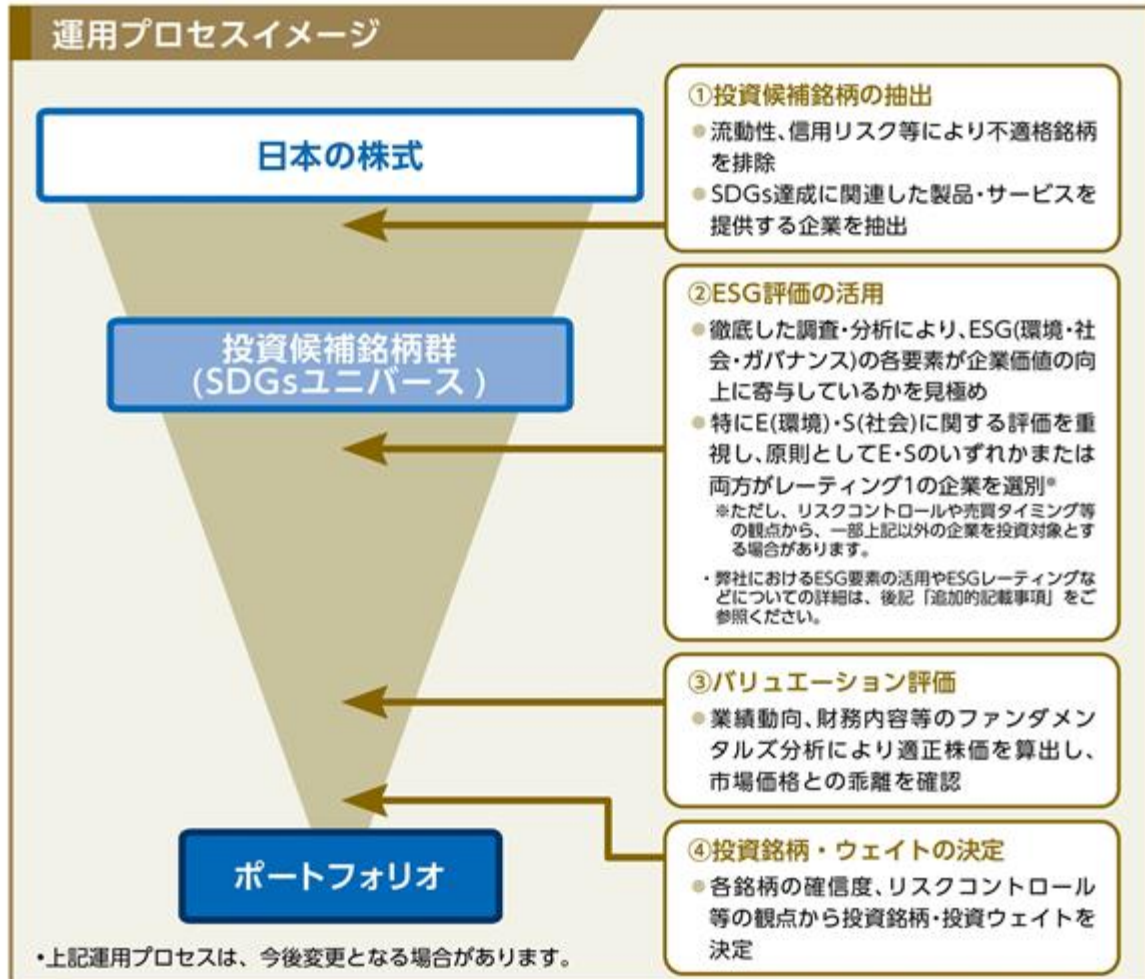 運用プロセスイメージ
日本の株式
①投資候補銘柄の抽出
●流動性、信用リスク等により不適格銘柄
を排除
●SDGs達成に関連した製品・サービスを
提供する企業を抽出
投資候補銘柄群
(SDGsユニバース)
②ESG評価の活用
●徹底した調査・分析により、ESG(環境・社
会・ガバナンス)の各要素が企業価値の向
上に寄与しているかを見極め
●特にE(環境)・S(社会)に関する評価を重
視し、原則としてE・Sのいずれかまたは
両方がレーティング1の企業を選別※
※ただし、リスクコントロールや売買タイミング等
の観点から、一部上記以外の企業を投資対象とす
る場合があります。
・弊社におけるESG要素の活用やESGレーティングな
どについての詳細は、後記「追加的記載事項」をご
参照ください。
③バリュエーション評価
●業績動向、財務内容等のファンダメン
タルズ分析により適正株価を算出し、
市場価格との乖離を確認
ポートフォリオ
④投資銘柄・ウェイトの決定
●各銘柄の確信度、リスクコントロール
等の観点から投資銘柄・投資ウェイトを
決定
•上記運用プロセスは、今後変更となる場合があります。